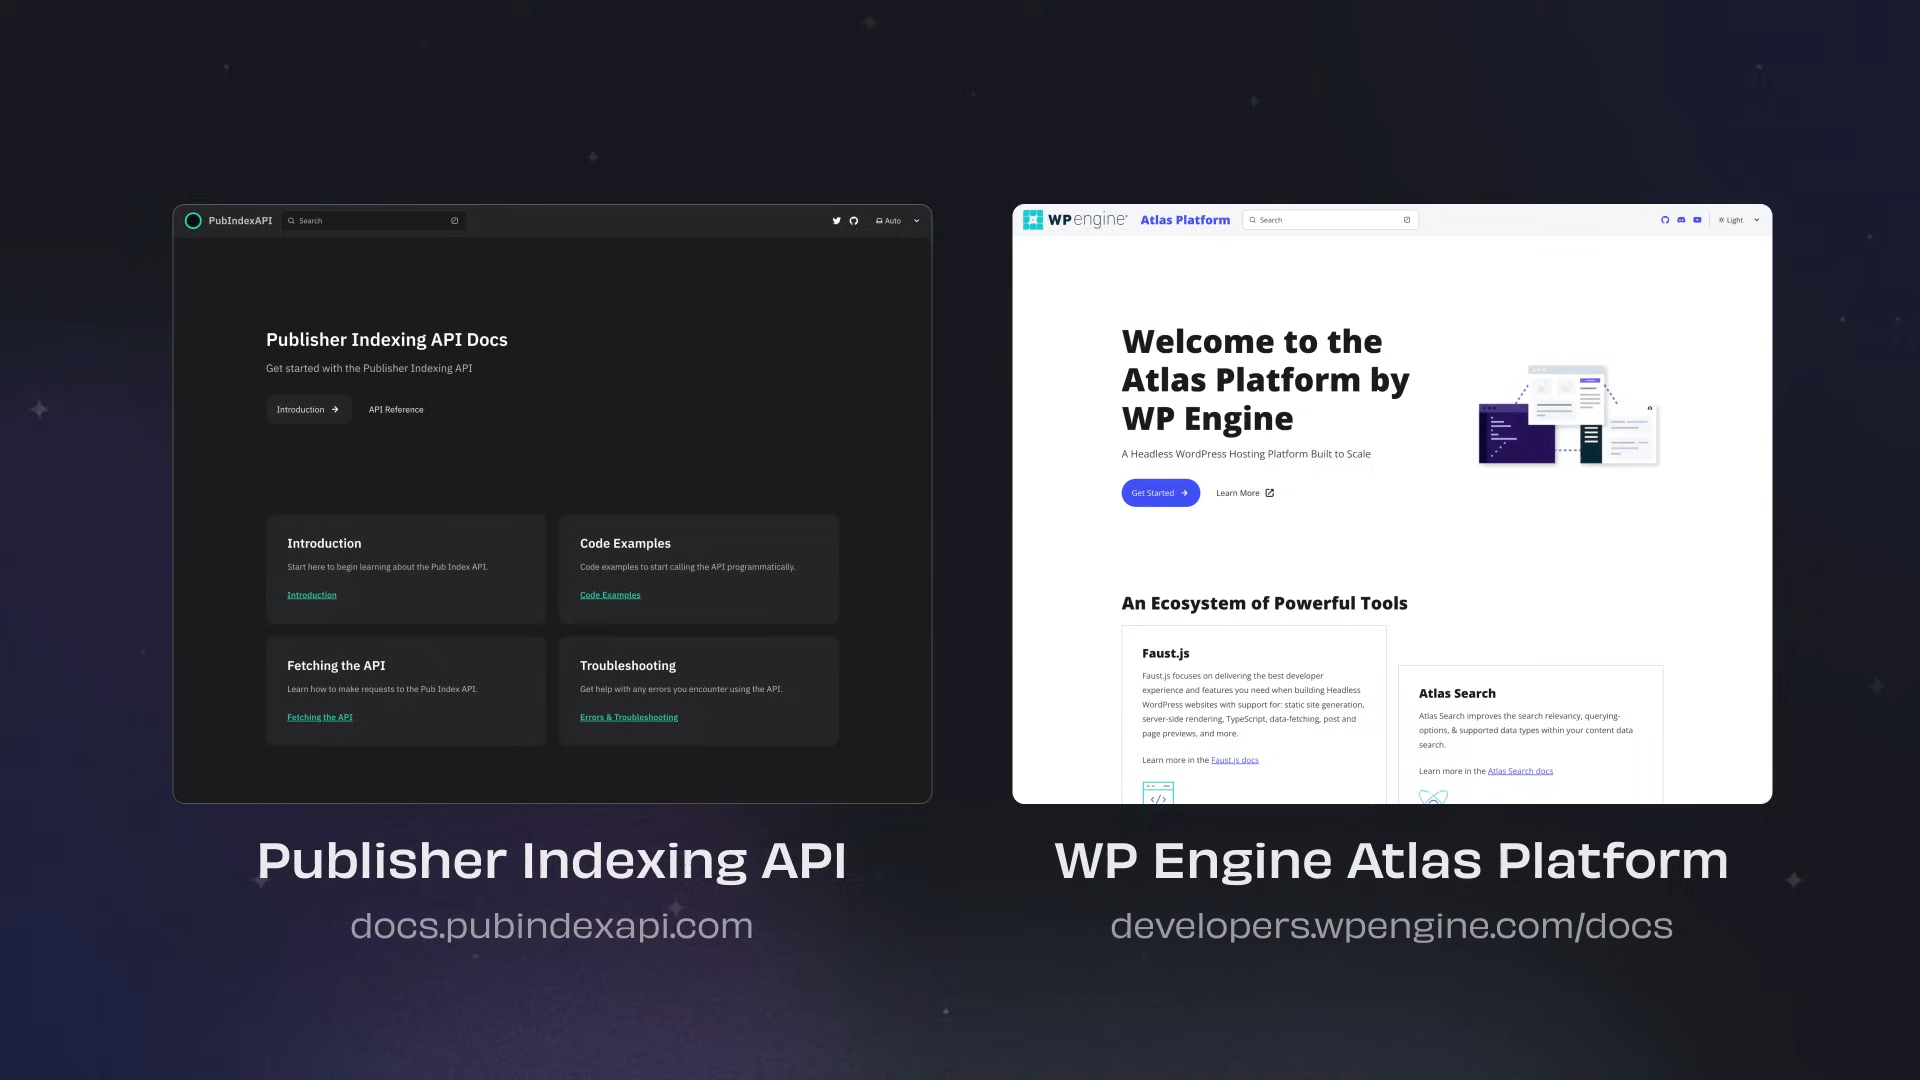 PubIndexAPI
Search
Auto
Publisher Indexing API Docs
Get started with the Publisher Indexing API
Introduction
API Reference
Introduction
Start here to begin learning about the Pub Index API.
Introduction
Code Examples
Code examples to start calling the API programmatically.
Code Examples
Fetching the API
Learn how to make requests to the Pub Index API.
Fetching the API
Troubleshooting
Get help with any errors you encounter using the API.
Errors & Troubleshooting
Publisher Indexing API
docs.pubindexapi.com
WP engine
Atlas Platform
Search
Light
Welcome to the
Atlas Platform by
WP Engine
A Headless WordPress Hosting Platform Built to Scale
Get Started
Learn More
An Ecosystem of Powerful Tools
Faust.js
Faust.js focuses on delivering the best developer
experience and features you need when building Headless
WordPress websites with support for: static site generation,
server-side rendering, TypeScript, data-fetching, post and
page previews, and more.
Learn more in the Faust.js docs
Atlas Search
Atlas Search improves the search relevancy, querying-
options, & supported data types within your content data
search.
Learn more in the Atlas Search docs
WP Engine Atlas Platform
developers.wpengine.com/docs